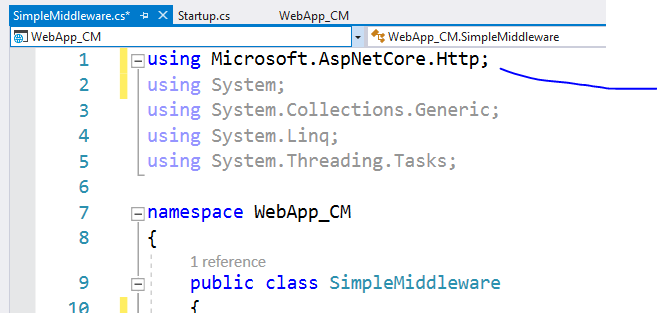 SimpleMiddleware.cs* Startup.cs WebApp_CM
WebApp_CM WebApp_CM.SimpleMiddleware
1 using Microsoft.AspNetCore.Http;
2 using System;
3 using System.Collections.Generic;
4 using System.Linq;
5 using System.Threading.Tasks;
6
7 namespace WebApp_CM
8 {
1 reference
9 public class SimpleMiddleware
10 {